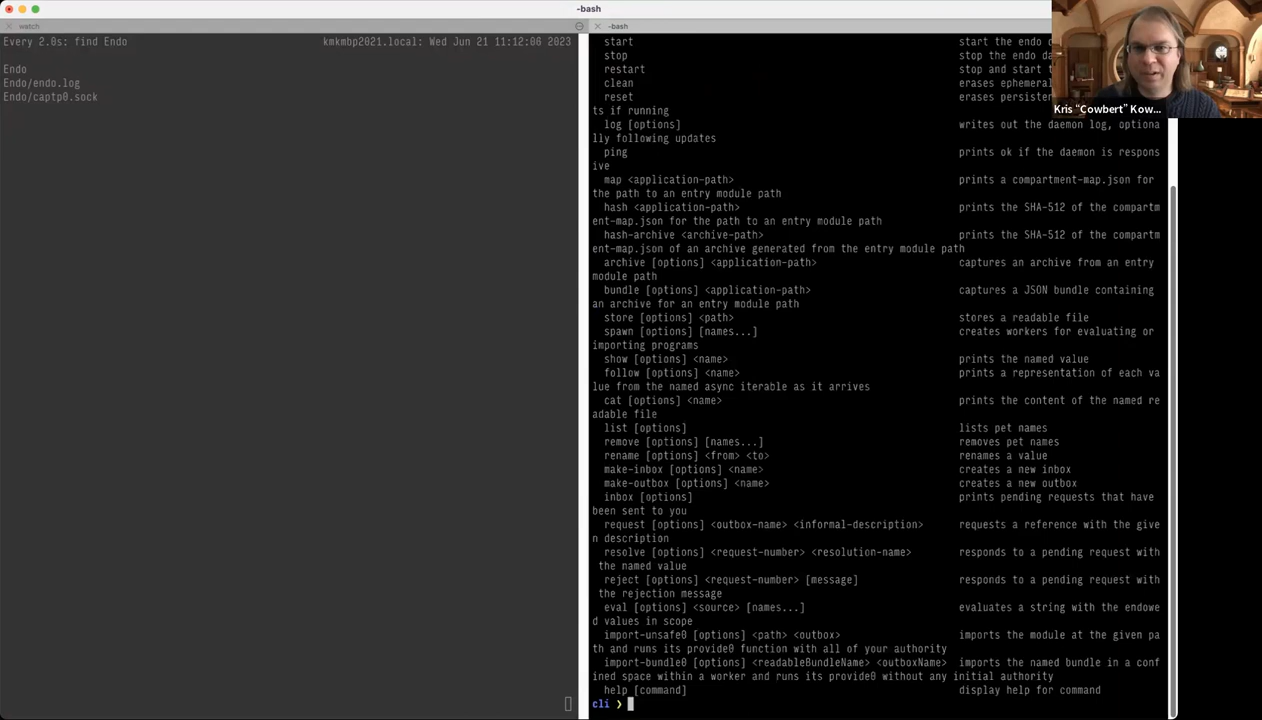 -bash
watch
-bash
Every 2.0s: find Endo kmkmbp2021.local: Wed Jun 21 11:12:06 2023
Endo
Endo/endo.log
Endo/captp0.sock
start start the endo
stop stop the endo da
restart stop and start t
clean erases ephemeral
reset erases persisten
ts if running
log [options] writes out the daemon log, optiona
lly following updates
ping prints ok if the daemon is respons
ive
map <application-path> prints a compartment-map.json for
the path to an entry module path
hash <application-path> prints the SHA-512 of the compartm
ent-map.json for the path to an entry module path
hash-archive <archive-path> prints the SHA-512 of the compartm
ent-map.json of an archive generated from the entry module path
archive [options] <application-path> captures an archive from an entry
module path
bundle [options] <application-path> captures a JSON bundle containing
an archive for an entry module path
store [options] <path> stores a readable file
spawn [options] [names...] creates workers for evaluating or
importing programs
show [options] <name> prints the named value
follow [options] <name> prints a representation of each va
lue from the named async iterable as it arrives
cat [options] <name> prints the content of the named re
adable file
list [options] lists pet names
remove [options] [names...] removes pet names
rename [options] <from> <to> renames a value
make-inbox [options] <name> creates a new inbox
make-outbox [options] <name> creates a new outbox
inbox [options] prints pending requests that have
been sent to you
request [options] <outbox-name> <informal-description> requests a reference with the give
n description
resolve [options] <request-number> <resolution-name> responds to a pending request with
the named value
reject [options] <request-number> [message] responds to a pending request with
the rejection message
eval [options] <source> [names...] evaluates a string with the endowe
d values in scope
import-unsafe0 [options] <path> <outbox> imports the module at the given pa
th and runs its provide0 function with all of your authority
import-bundle0 [options] <readableBundleName> <outboxName> imports the named bundle in a conf
ined space within a worker and runs its provide0 without any initial authority
help [command] display help for command
cli ❯
Kris "Cowbert" Kow...